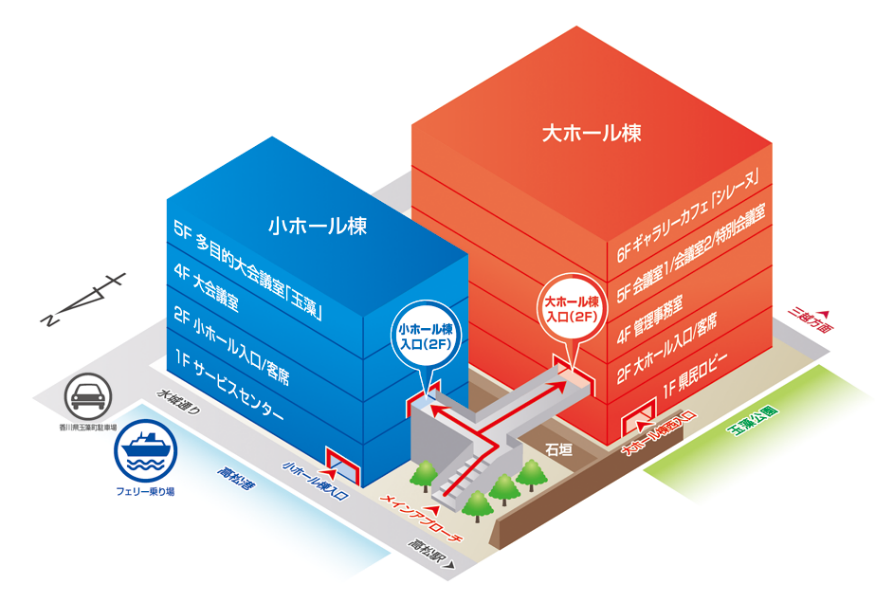 大ホール棟
6F ギャラリーカフェ「シレーヌ」
5F 会議室1/会議室2/特別会議室
4F 管理事務室
2F 大ホール入口/客席
1F 県民ロビー
小ホール棟
5F 多目的大会議室「玉藻」
4F 大会議室
2F 小ホール入口/客席
1F サービスセンター
小ホール棟
入口(2F)
大ホール棟
入口(2F)
N
三越方面
玉藻公園
大ホール棟西入口
石垣
水城通り
香川県玉藻町駐車場
フェリー乗り場
高松港
小ホール棟入口
メインアプローチ
高松駅